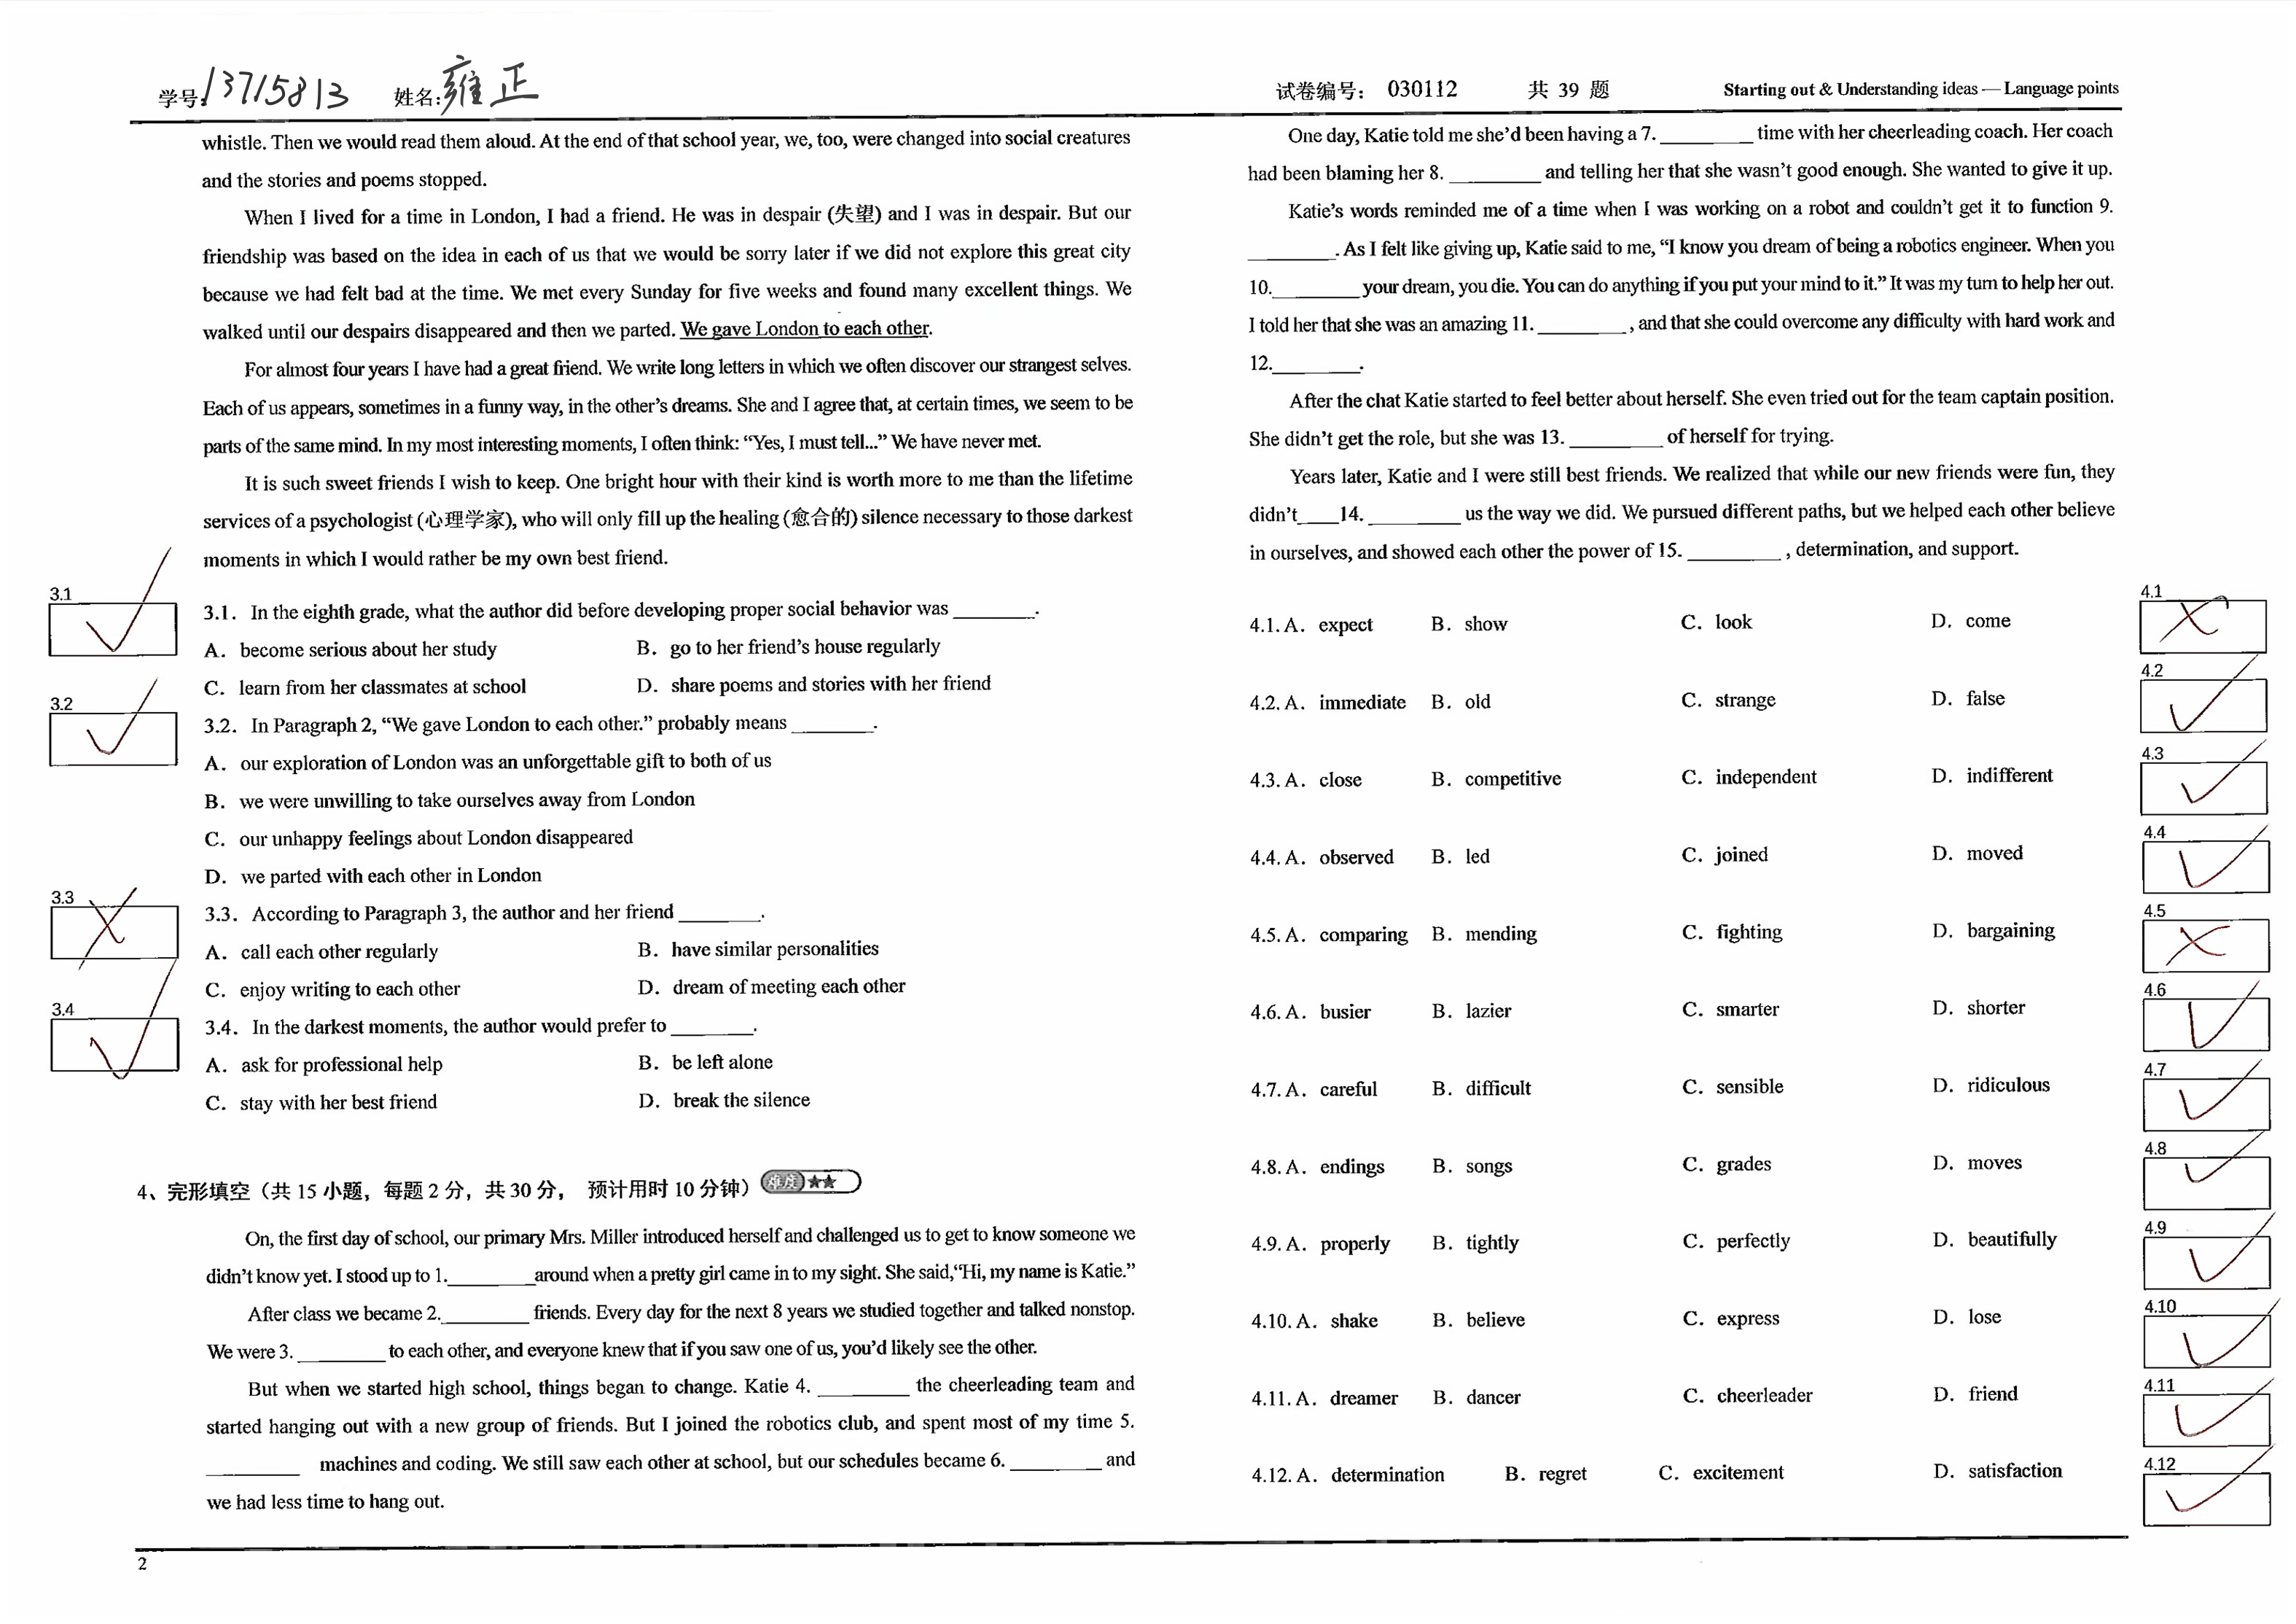 学号: 13715813 姓名: 雍正
试卷编号： 030112 共 39 题 Starting out & Understanding ideas — Language points
whistle. Then we would read them aloud. At the end of that school year, we, too, were changed into social creatures
and the stories and poems stopped.
When I lived for a time in London, I had a friend. He was in despair (失望) and I was in despair. But our
friendship was based on the idea in each of us that we would be sorry later if we did not explore this great city
because we had felt bad at the time. We met every Sunday for five weeks and found many excellent things. We
walked until our despairs disappeared and then we parted. We gave London to each other.
For almost four years I have had a great friend. We write long letters in which we often discover our strangest selves.
Each of us appears, sometimes in a funny way, in the other's dreams. She and I agree that, at certain times, we seem to be
parts of the same mind. In my most interesting moments, I often think: “Yes, I must tell...” We have never met.
It is such sweet friends I wish to keep. One bright hour with their kind is worth more to me than the lifetime
services of a psychologist (心理学家), who will only fill up the healing (愈合的) silence necessary to those darkest
moments in which I would rather be my own best friend.
3.1
3.1. In the eighth grade, what the author did before developing proper social behavior was ________.
A. become serious about her study B. go to her friend's house regularly
C. learn from her classmates at school D. share poems and stories with her friend
3.2
3.2. In Paragraph 2, “We gave London to each other.” probably means ________.
A. our exploration of London was an unforgettable gift to both of us
B. we were unwilling to take ourselves away from London
C. our unhappy feelings about London disappeared
D. we parted with each other in London
3.3
3.3. According to Paragraph 3, the author and her friend ________.
A. call each other regularly B. have similar personalities
C. enjoy writing to each other D. dream of meeting each other
3.4
3.4. In the darkest moments, the author would prefer to ________.
A. ask for professional help B. be left alone
C. stay with her best friend D. break the silence
4、完形填空（共 15 小题，每题 2 分，共 30 分， 预计用时 10 分钟） 难度 ★★
On, the first day of school, our primary Mrs. Miller introduced herself and challenged us to get to know someone we
didn't know yet. I stood up to 1.________around when a pretty girl came in to my sight. She said,“Hi, my name is Katie.”
After class we became 2.________ friends. Every day for the next 8 years we studied together and talked nonstop.
We were 3. ________ to each other, and everyone knew that if you saw one of us, you'd likely see the other.
But when we started high school, things began to change. Katie 4. ________ the cheerleading team and
started hanging out with a new group of friends. But I joined the robotics club, and spent most of my time 5.
________ machines and coding. We still saw each other at school, but our schedules became 6. ________ and
we had less time to hang out.
One day, Katie told me she'd been having a 7. ________ time with her cheerleading coach. Her coach
had been blaming her 8. ________ and telling her that she wasn't good enough. She wanted to give it up.
Katie's words reminded me of a time when I was working on a robot and couldn't get it to function 9.
________. As I felt like giving up, Katie said to me, “I know you dream of being a robotics engineer. When you
10.________ your dream, you die. You can do anything if you put your mind to it.” It was my turn to help her out.
I told her that she was an amazing 11. ________ , and that she could overcome any difficulty with hard work and
12.________.
After the chat Katie started to feel better about herself. She even tried out for the team captain position.
She didn't get the role, but she was 13. ________ of herself for trying.
Years later, Katie and I were still best friends. We realized that while our new friends were fun, they
didn't ___14. ________ us the way we did. We pursued different paths, but we helped each other believe
in ourselves, and showed each other the power of 15. ________ , determination, and support.
4.1. A. expect B. show C. look D. come
4.1
4.2. A. immediate B. old C. strange D. false
4.2
4.3. A. close B. competitive C. independent D. indifferent
4.3
4.4. A. observed B. led C. joined D. moved
4.4
4.5. A. comparing B. mending C. fighting D. bargaining
4.5
4.6. A. busier B. lazier C. smarter D. shorter
4.6
4.7. A. careful B. difficult C. sensible D. ridiculous
4.7
4.8. A. endings B. songs C. grades D. moves
4.8
4.9. A. properly B. tightly C. perfectly D. beautifully
4.9
4.10. A. shake B. believe C. express D. lose
4.10
4.11. A. dreamer B. dancer C. cheerleader D. friend
4.11
4.12. A. determination B. regret C. excitement D. satisfaction
4.12
2